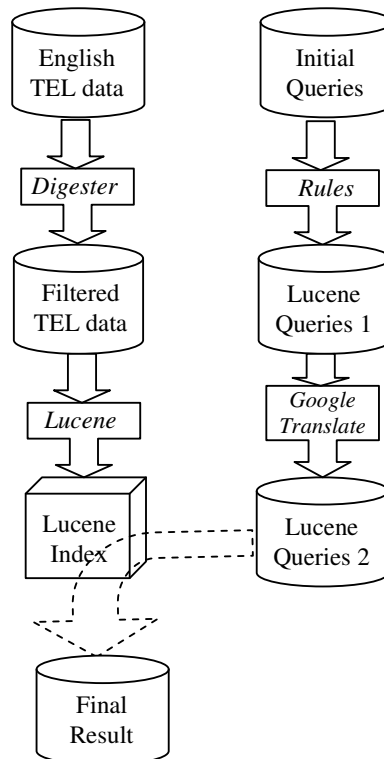 English
TEL data
Initial
Queries
Digester
Rules
Filtered
TEL data
Lucene
Queries 1
Lucene
Google
Translate
Lucene
Index
Lucene
Queries 2
Final
Result